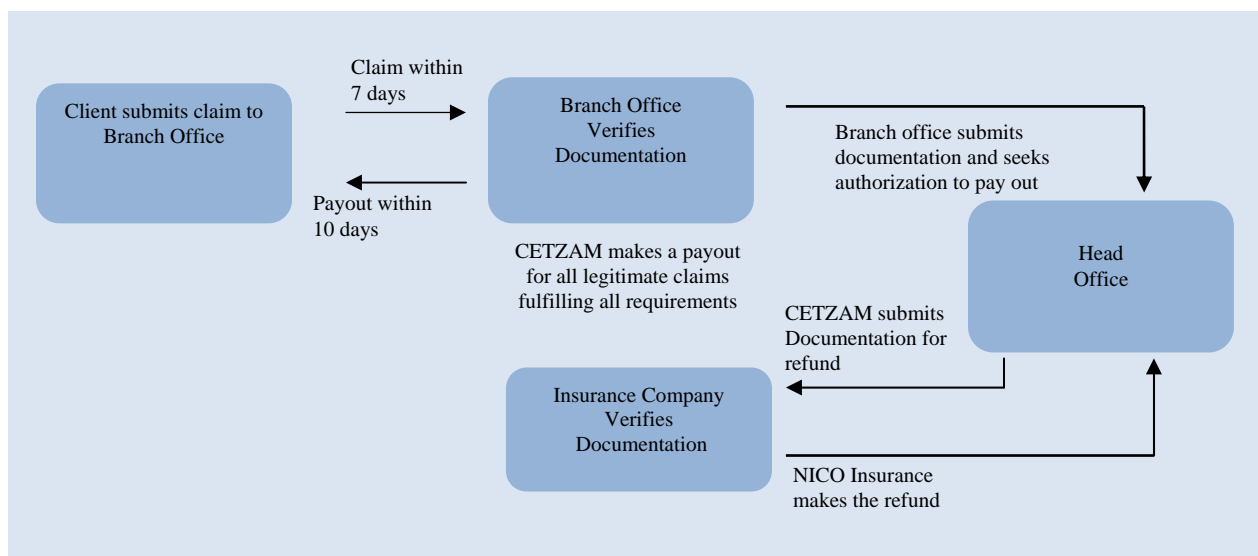 Client submits claim to
Branch Office
Claim within
7 days
Payout within
10 days
Branch Office
Verifies
Documentation
CETZAM makes a payout
for all legitimate claims
fulfilling all requirements
Branch office submits
documentation and seeks
authorization to pay out
Head
Office
CETZAM submits
Documentation for
refund
Insurance Company
Verifies
Documentation
NICO Insurance
makes the refund